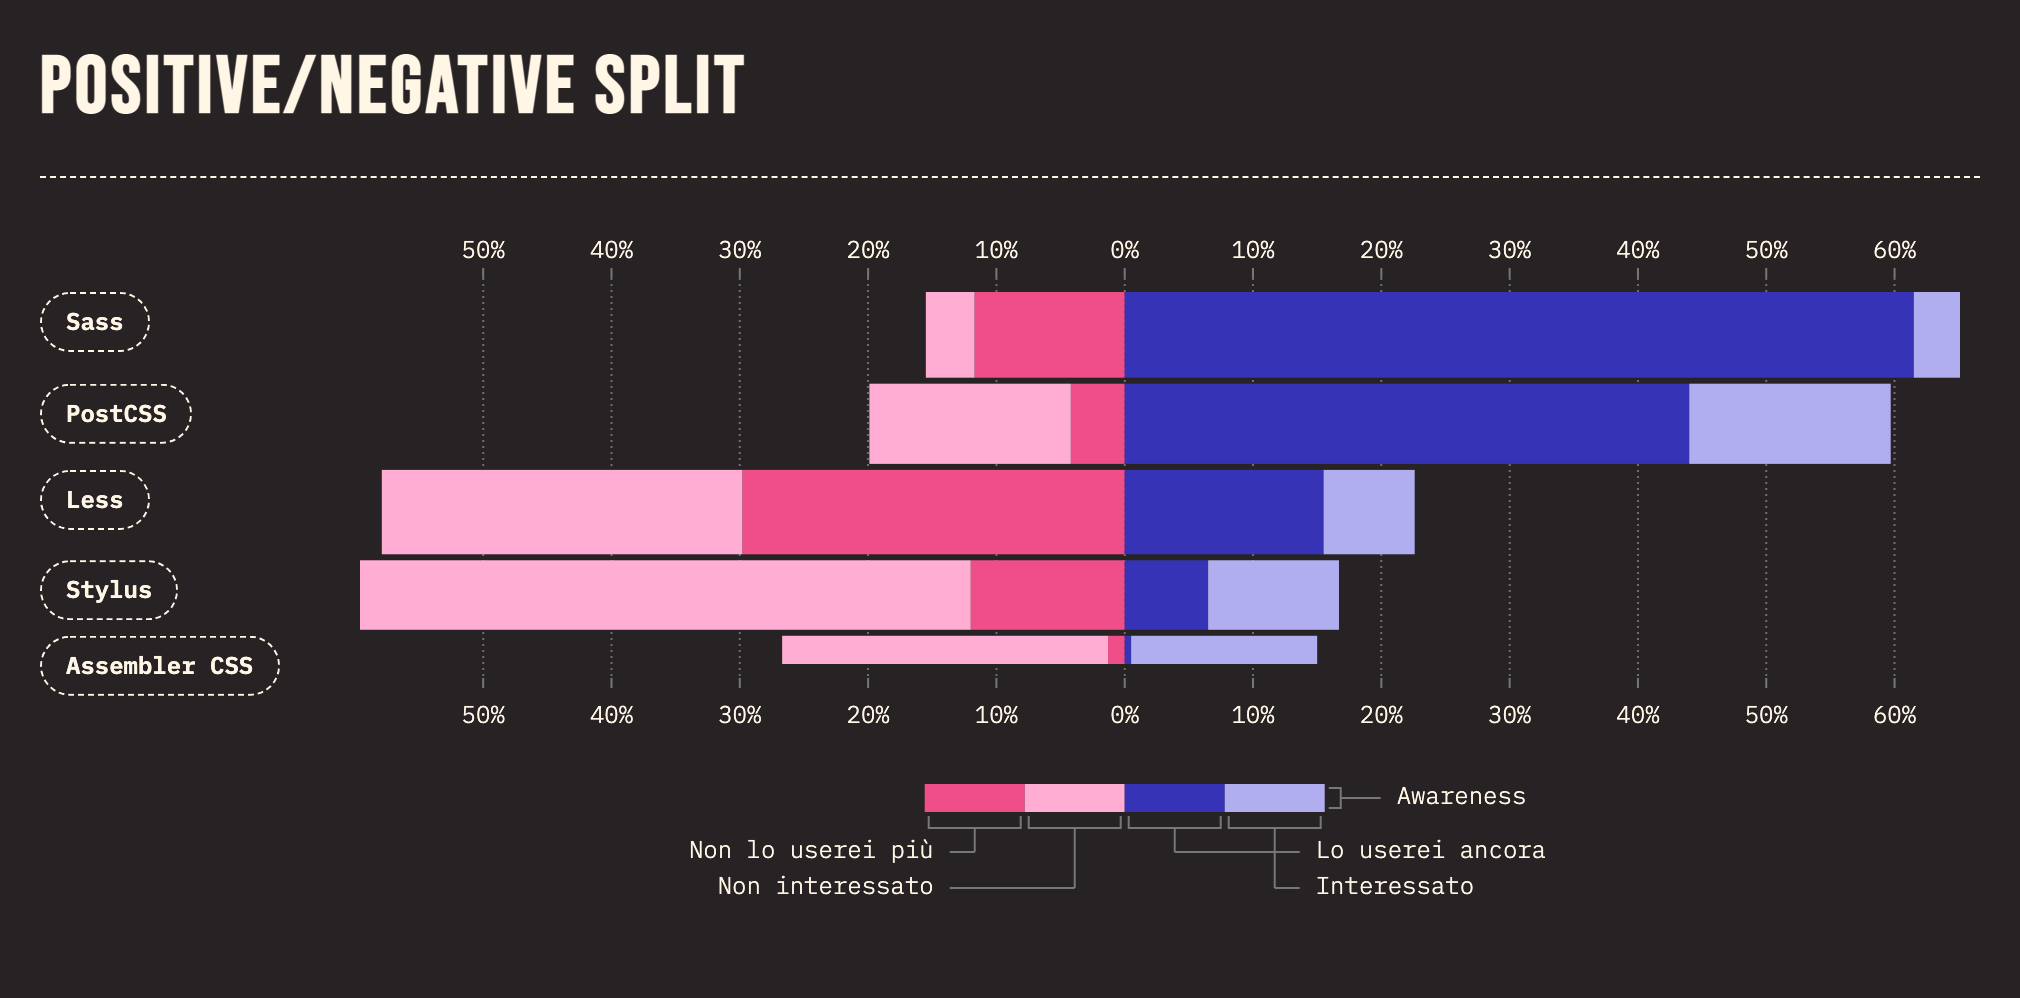 POSITIVE/NEGATIVE SPLIT
50% 40% 30% 20% 10% 0% 10% 20% 30% 40% 50% 60%
Sass
PostCSS
Less
Stylus
Assembler CSS
50% 40% 30% 20% 10% 0% 10% 20% 30% 40% 50% 60%
Awareness
Non lo userei più
Lo userei ancora
Non interessato
Interessato